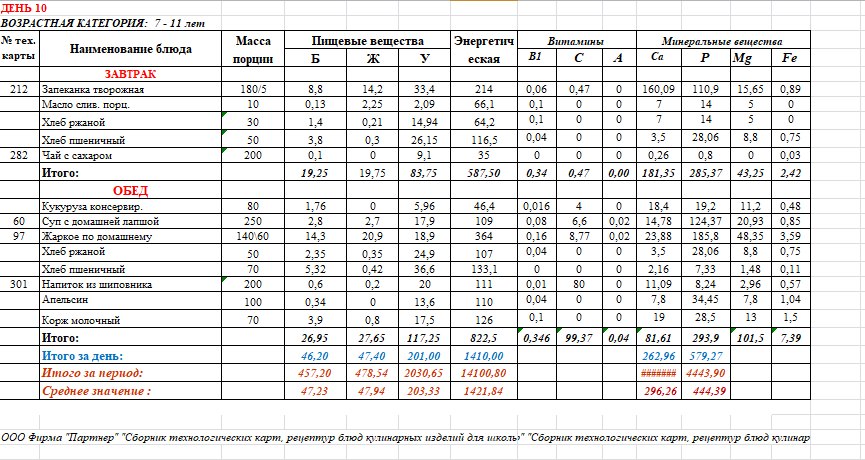 ДЕНЬ 10
ВОЗРАСТНАЯ КАТЕГОРИЯ: 7 - 11 лет
№ тех. карты Наименование блюда Масса порции Пищевые вещества Энергетич еская Витамины Минеральные вещества
Б Ж У B1 C A Ca P Mg Fe
ЗАВТРАК
212 Запеканка творожная 180/5 8,8 14,2 33,4 214 0,06 0,47 0 160,09 110,9 15,65 0,89
Масло слив. порц. 10 0,13 2,25 2,09 66,1 0,1 0 0 7 14 5 0
Хлеб ржаной 30 1,4 0,21 14,94 64,2 0,1 0 0 7 14 5 0
Хлеб пшеничный 50 3,8 0,3 26,15 116,5 0,04 0 0 3,5 28,06 8,8 0,75
282 Чай с сахаром 200 0,1 0 9,1 35 0 0 0 0,26 0,8 0 0,03
Итого: 19,25 19,75 83,75 587,50 0,34 0,47 0,00 181,35 285,37 43,25 2,42
ОБЕД
Кукуруза консервир. 80 1,76 0 5,96 46,4 0,016 4 0 18,4 19,2 11,2 0,48
60 Суп с домашней лапшой 250 2,8 2,7 17,9 109 0,08 6,6 0,02 14,78 124,37 20,93 0,85
97 Жаркое по домашнему 140\60 14,3 20,9 18,9 364 0,16 8,77 0,02 23,88 185,8 48,35 3,59
Хлеб ржаной 50 2,35 0,35 24,9 107 0,04 0 0 3,5 28,06 8,8 0,75
Хлеб пшеничный 70 5,32 0,42 36,6 133,1 0 0 0 2,16 7,33 1,48 0,11
301 Напиток из шиповника 200 0,6 0,2 20 111 0,01 80 0 11,09 8,24 2,96 0,57
Апельсин 100 0,34 0 13,6 110 0,04 0 0 7,8 34,45 7,8 1,04
Корж молочный 70 3,9 0,8 17,5 126 0,1 0 0 19 28,5 13 1,5
Итого: 26,95 27,65 117,25 822,5 0,346 99,37 0,04 81,61 293,9 101,5 7,39
Итого за день: 46,20 47,40 201,00 1410,00 262,96 579,27
Итого за период: 457,20 478,54 2030,65 14100,80 ####### 4443,90
Среднее значение : 47,23 47,94 203,33 1421,84 296,26 444,39
ООО Фирма "Партнер" "Сборник технологических карт, рецептур блюд кулинарных изделий для школы" "Сборник технологических карт, рецептур блюд кулинар